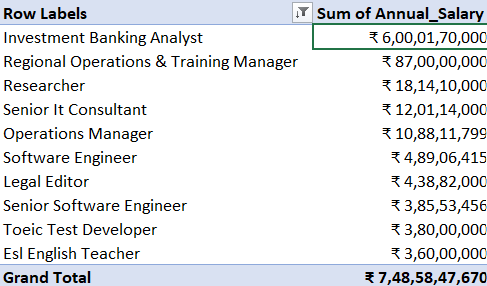 Row Labels Sum of Annual_Salary
Investment Banking Analyst ₹ 6,00,01,70,000
Regional Operations & Training Manager ₹ 87,00,00,000
Researcher ₹ 18,14,10,000
Senior It Consultant ₹ 12,01,14,000
Operations Manager ₹ 10,88,11,799
Software Engineer ₹ 4,89,06,415
Legal Editor ₹ 4,38,82,000
Senior Software Engineer ₹ 3,85,53,456
Toeic Test Developer ₹ 3,80,00,000
Esl English Teacher ₹ 3,60,00,000
Grand Total ₹ 7,48,58,47,670